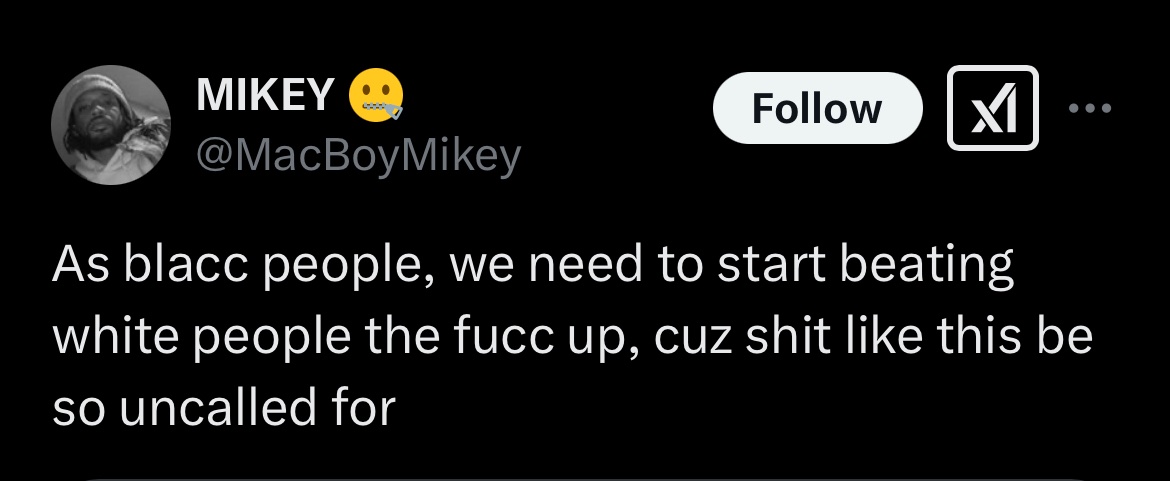 MIKEY
@MacBoyMikey
Follow
As blacc people, we need to start beating
white people the fucc up, cuz shit like this be
so uncalled for